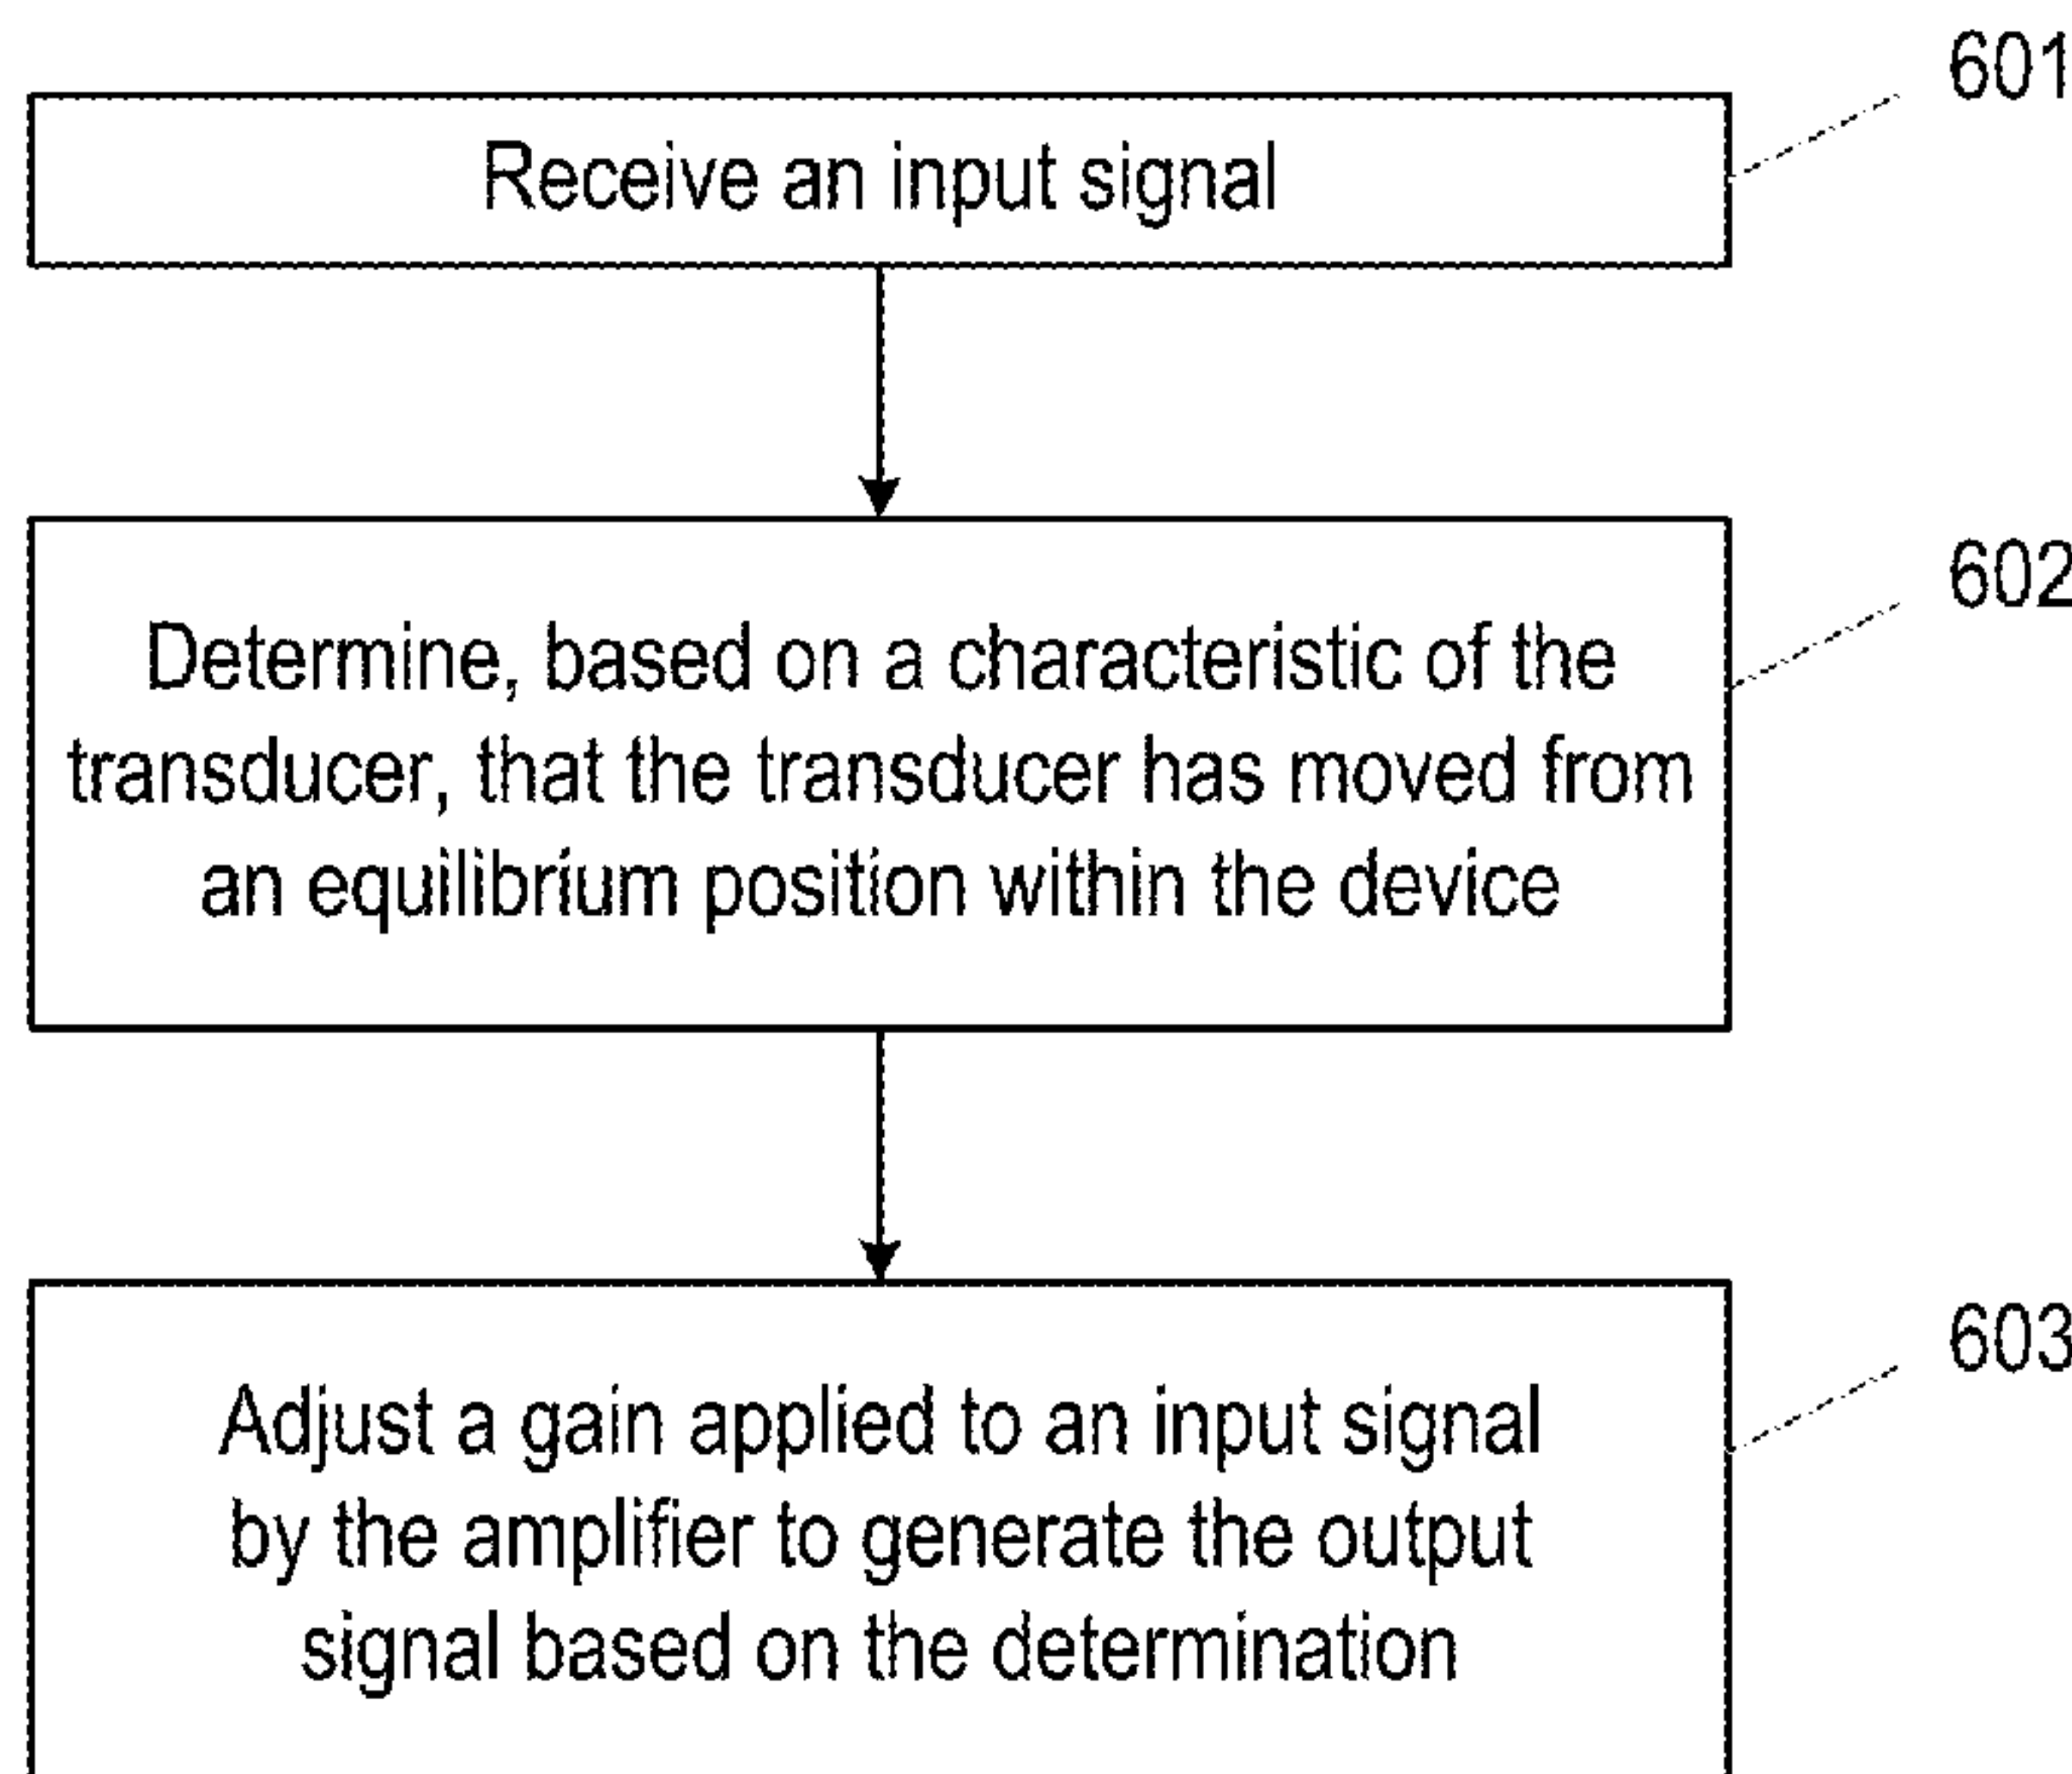 601
Receive an input signal
602
Determine, based on a characteristic of the
transducer, that the transducer has moved from
an equilibrium position within the device
603
Adjust a gain applied to an input signal
by the amplifier to generate the output
signal based on the determination